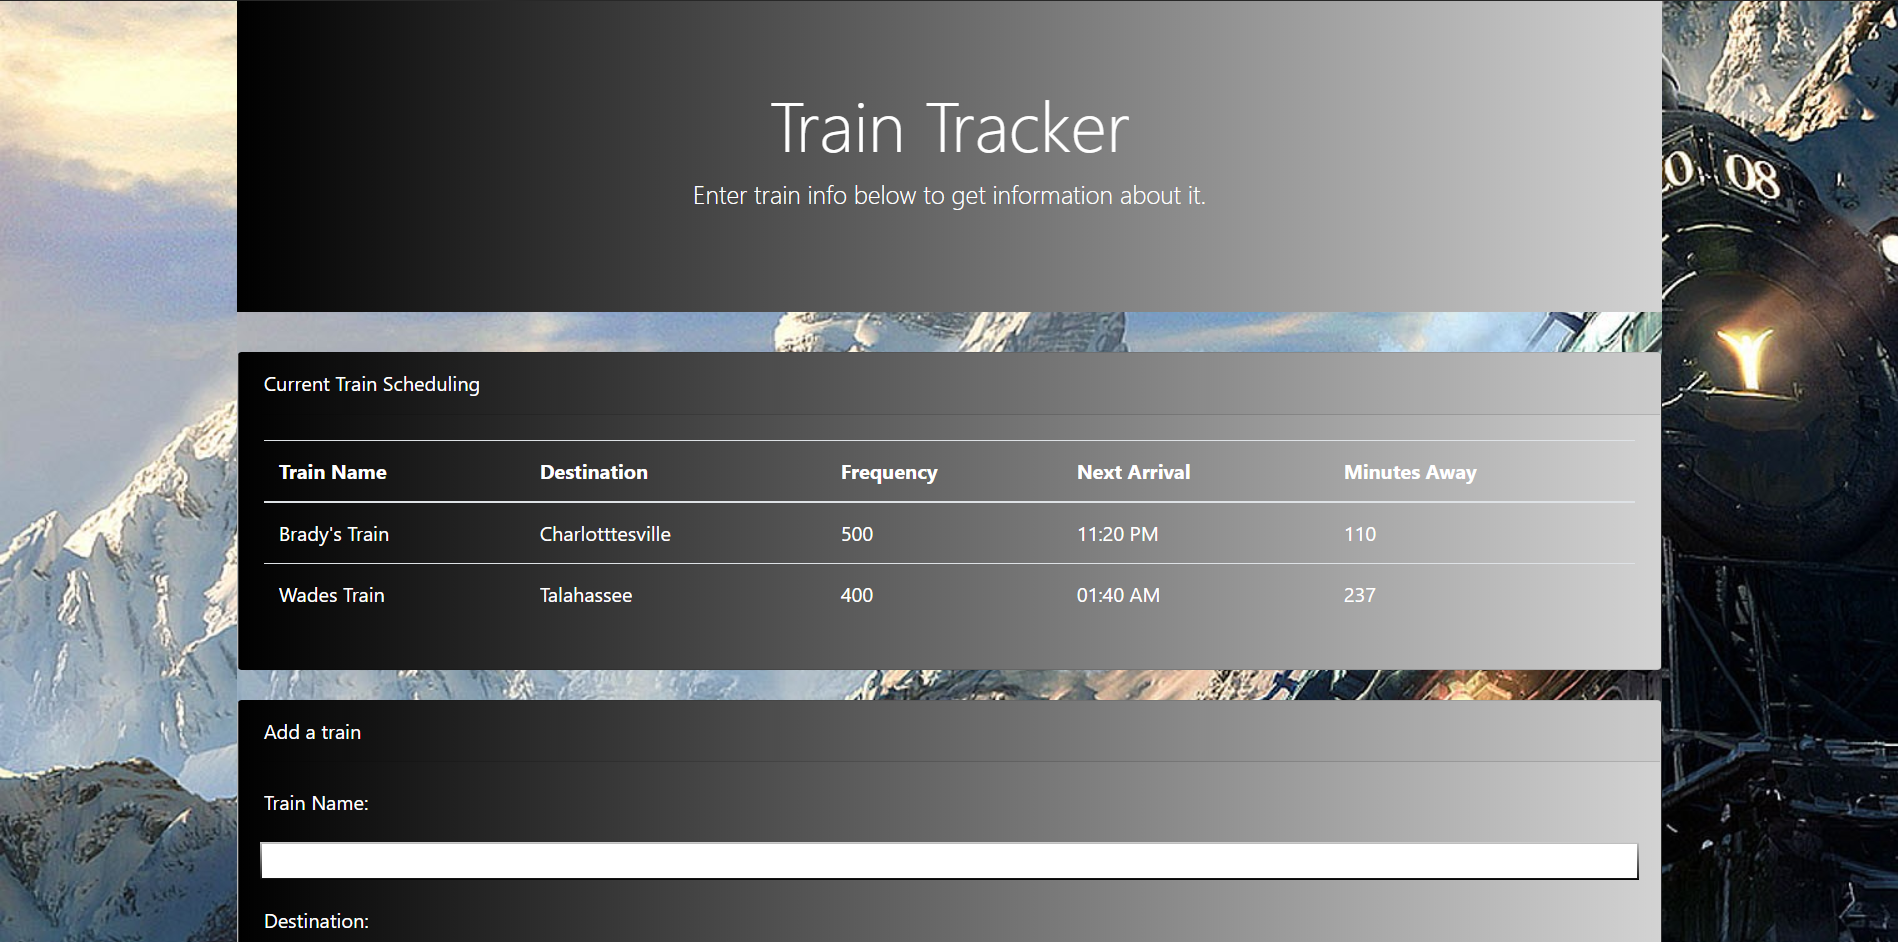 Train Tracker
Enter train info below to get information about it.
08
Current Train Scheduling
Train Name Destination Frequency Next Arrival Minutes Away
Brady's Train Charlotttesville 500 11:20 PM 110
Wades Train Talahassee 400 01:40 AM 237
Add a train
Train Name:
Destination: